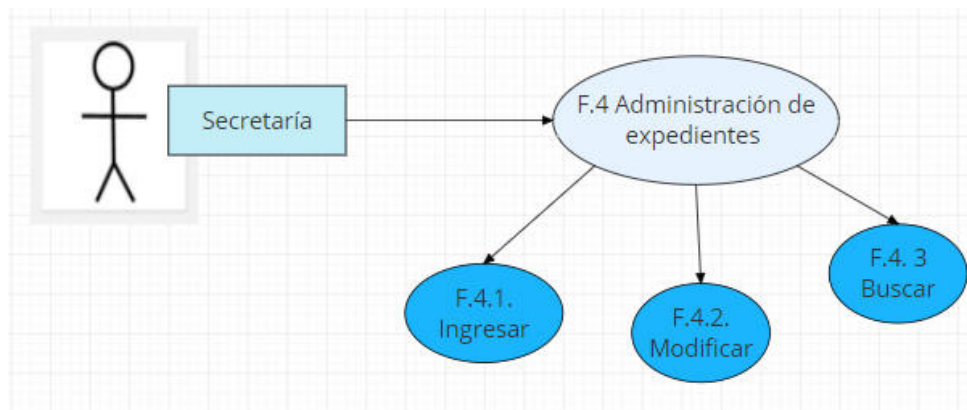 Secretaría
F.4 Administración de
expedientes
F.4.1.
Ingresar
F.4.2.
Modificar
F.4. 3
Buscar